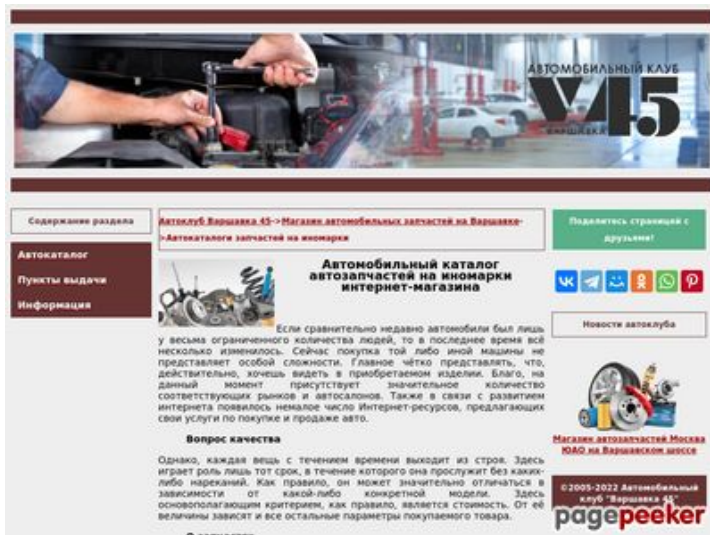 АВТОМОБИЛЬНЫЙ КЛУБ
V45
ВАРШАВКА
Содержание раздела
Автокаталог
Пункты выдачи
Информация
Автоклуб Варшавка 45->Магазин автомобильных запчастей на Варшавке-
>Автокаталоги запчастей на иномарки
Автомобильный каталог
автозапчастей на иномарки
интернет-магазина
Если сравнительно недавно автомобили был лишь
у весьма ограниченного количества людей, то в последнее время всё
несколько изменилось. Сейчас покупка той либо иной машины не
представляет особой сложности. Главное чётко представлять, что,
действительно, хочешь видеть в приобретаемом изделии. Благо, на
данный момент присутствует значительное количество
соответствующих рынков и автосалонов. Также в связи с развитием
интернета появилось немалое число Интернет-ресурсов, предлагающих
свои услуги по покупке и продаже авто.
Вопрос качества
Однако, каждая вещь с течением времени выходит из строя. Здесь
играет роль лишь тот срок, в течение которого она прослужит без каких-
либо нареканий. Как правило, он может значительно отличаться в
зависимости от какой-либо конкретной модели. Здесь
основополагающим критерием, как правило, является стоимость. От её
величины зависят и все остальные параметры покупаемого товара.
Поделитесь страницей с
друзьями!
Новости автоклуба
Магазин автозапчастей Москва
ЮАО на Варшавском шоссе
©2005-2022 Автомобильный
клуб "Варшавка 45"
pagepeeker